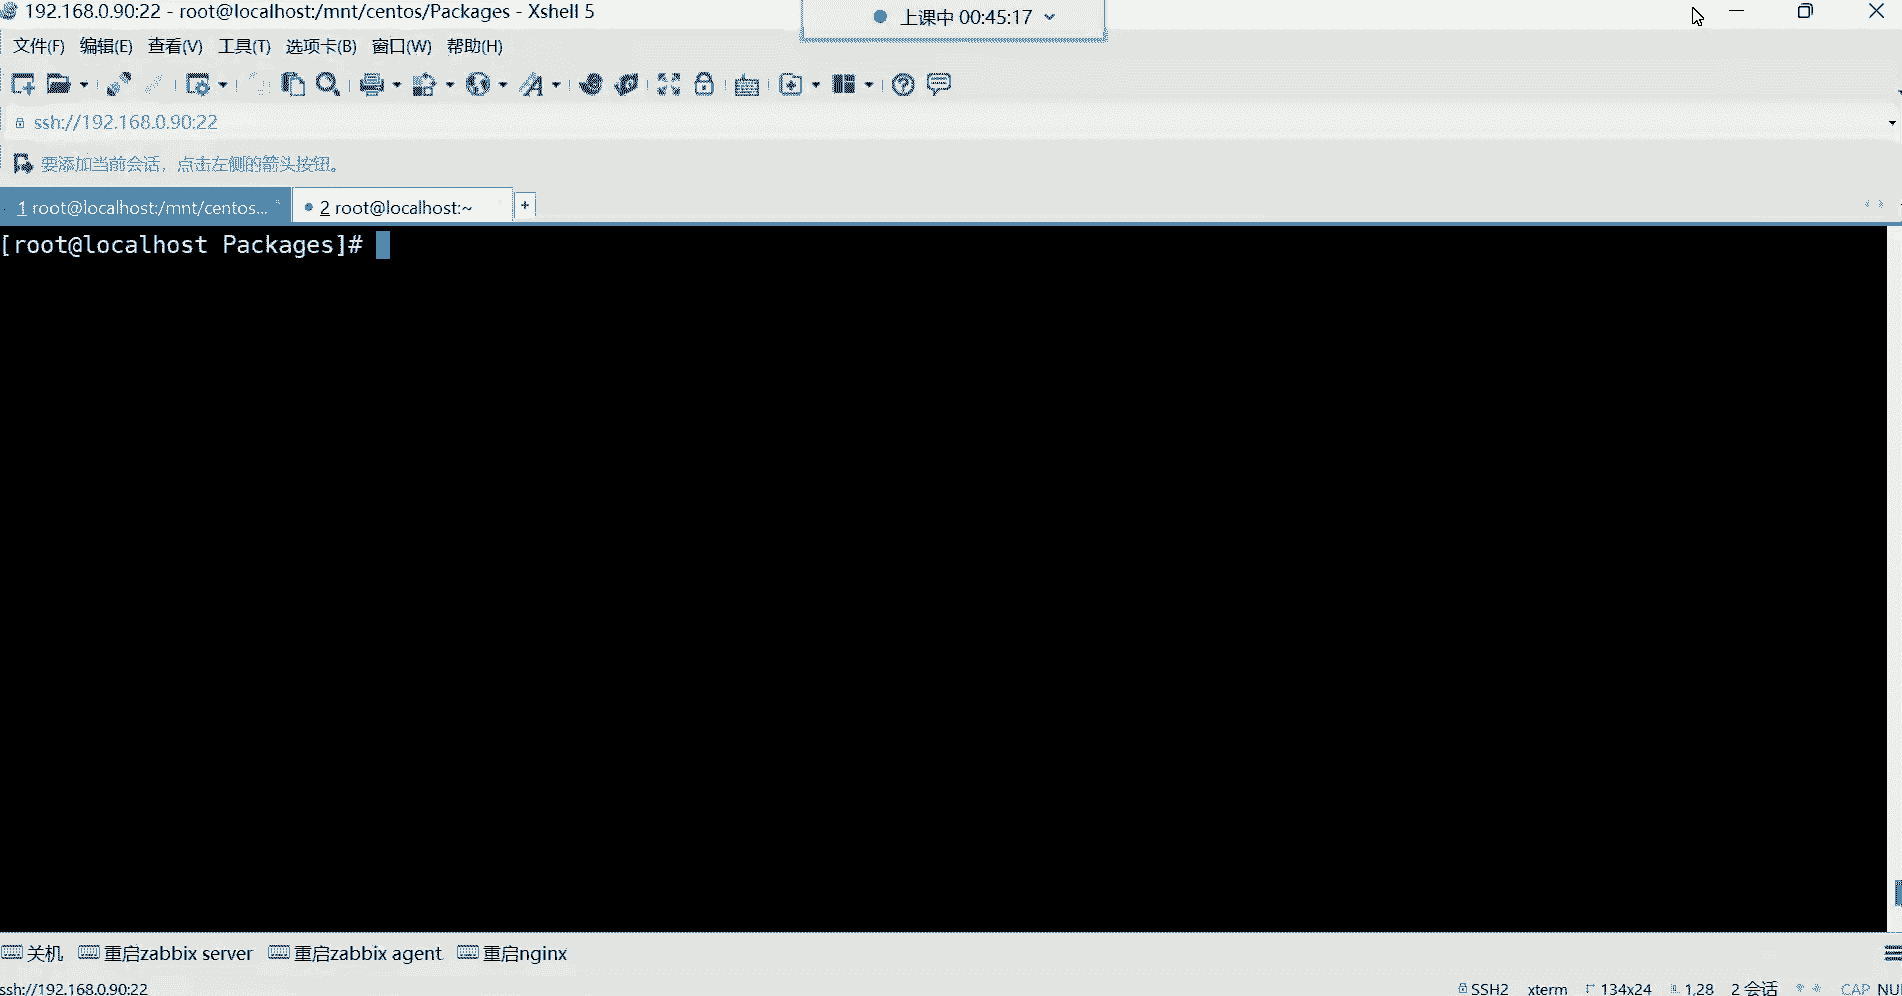 192.168.0.90:22 - root@localhost:/mnt/centos/Packages - Xshell 5
上课中 00:45:17
文件(F) 编辑(E) 查看(V) 工具(T) 选项卡(B) 窗口(W) 帮助(H)
ssh://192.168.0.90:22
要添加当前会话，点击左侧的箭头按钮。
1 root@localhost:/mnt/centos... 2 root@localhost:~ +
[root@localhost Packages]#
关机 重启zabbix server 重启zabbix agent 重启nginx
ssh://192.168.0.90:22 SSH2 xterm 134x24 1,28 2 会话 CAP NU